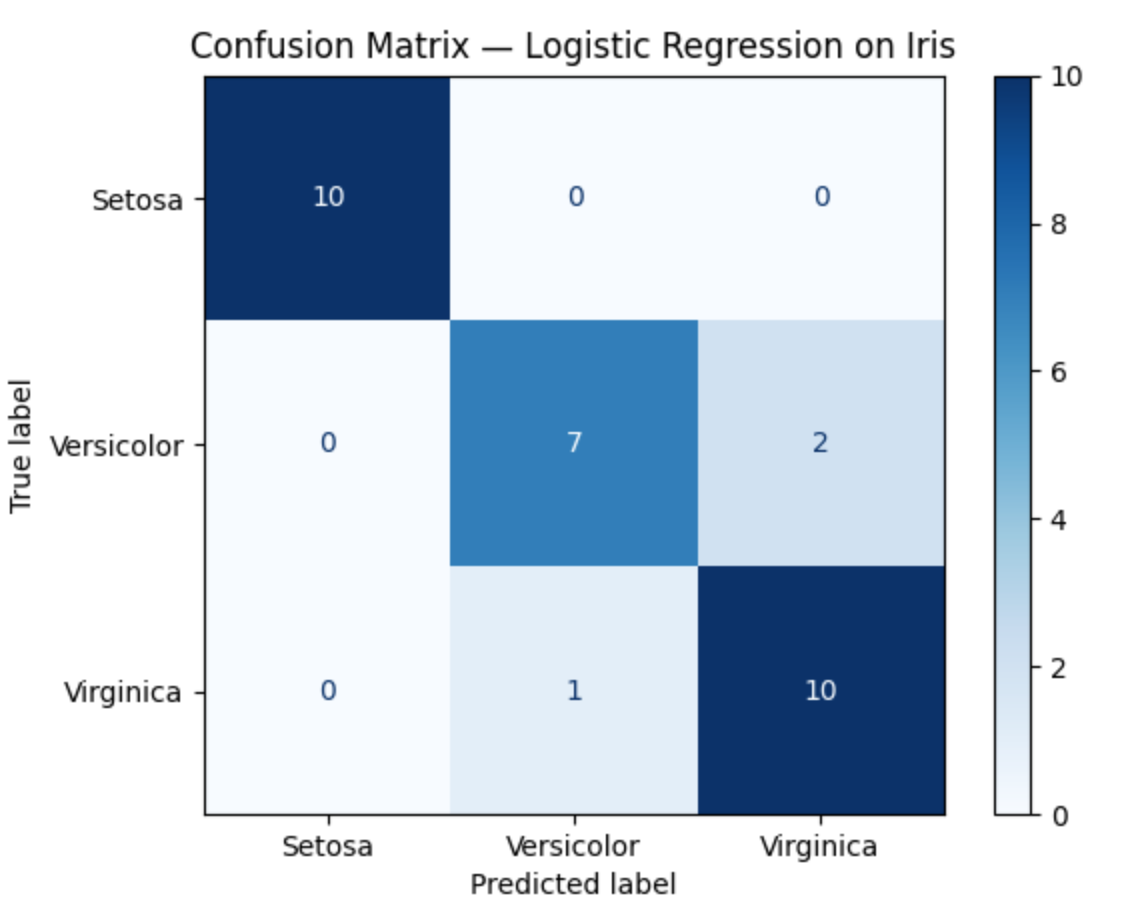 Confusion Matrix — Logistic Regression on Iris
10
Setosa 10 0 0
8
6
True label
Versicolor 0 7 2
4
2
Virginica 0 1 10
0
Setosa Versicolor Virginica
Predicted label